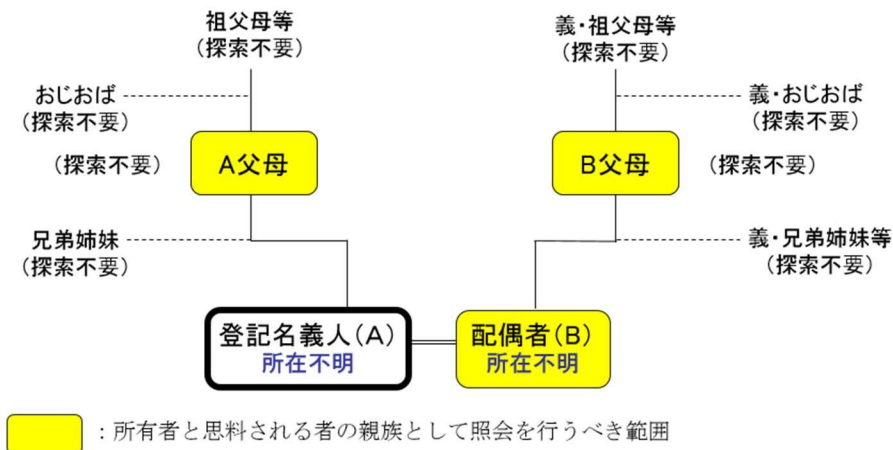 祖父母等
(探索不要)
義・祖父母等
(探索不要)
おじおば
(探索不要)
義・おじおば
(探索不要)
(探索不要)
A父母
B父母
(探索不要)
兄弟姉妹
(探索不要)
義・兄弟姉妹等
(探索不要)
登記名義人(A)
所在不明
配偶者(B)
所在不明
：所有者と思料される者の親族として照会を行うべき範囲